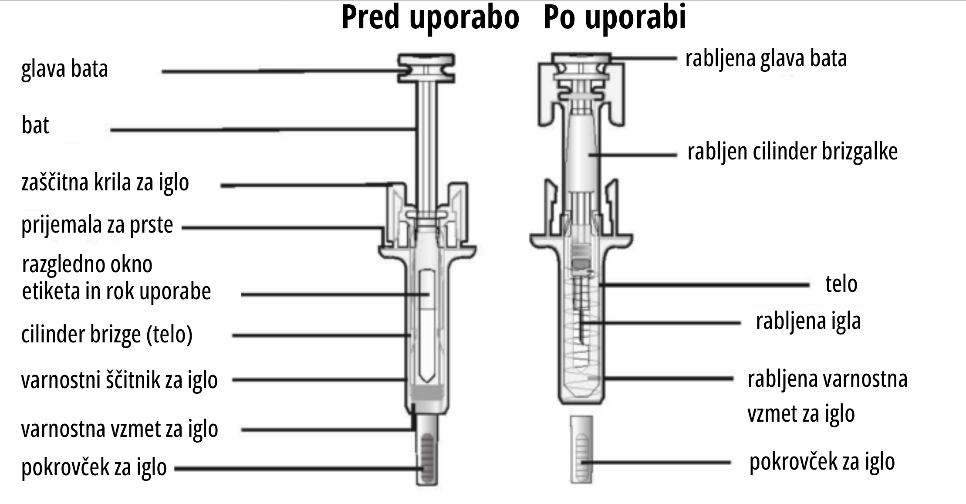 Pred uporabo
glava bata
bat
zaščitna krila za iglo
prijemala za prste
razgledno okno
etiketa in rok uporabe
cilinder brizge (telo)
varnostni ščitnik za iglo
varnostna vzmet za iglo
pokrovček za iglo
Po uporabi
rabljena glava bata
rabljen cilinder brizgalke
telo
rabljena igla
rabljena varnostna
vzmet za iglo
pokrovček za iglo